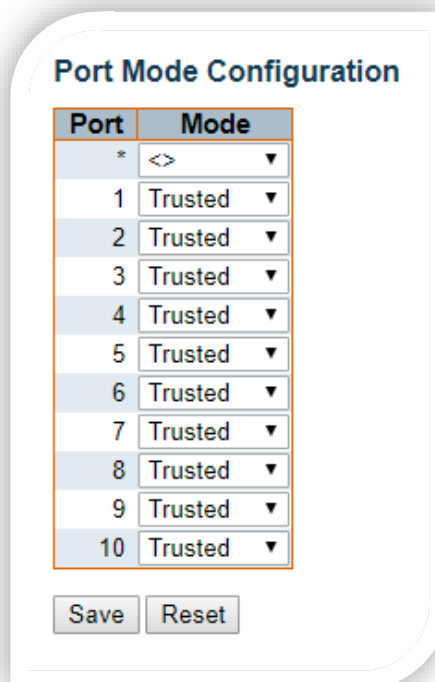 Port Mode Configuration
Port Mode
* <>
1 Trusted
2 Trusted
3 Trusted
4 Trusted
5 Trusted
6 Trusted
7 Trusted
8 Trusted
9 Trusted
10 Trusted
Save Reset